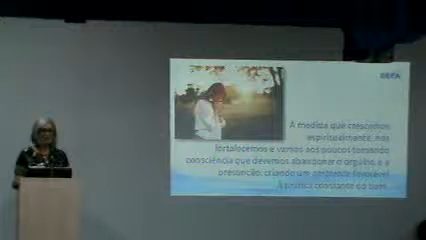 SEFA
À medida que crescemos
espiritualmente, nos
fortalecemos e vamos aos poucos tomando
consciência que devemos abandonar o orgulho e a
presunção, criando um ambiente favorável
à prática constante do bem.